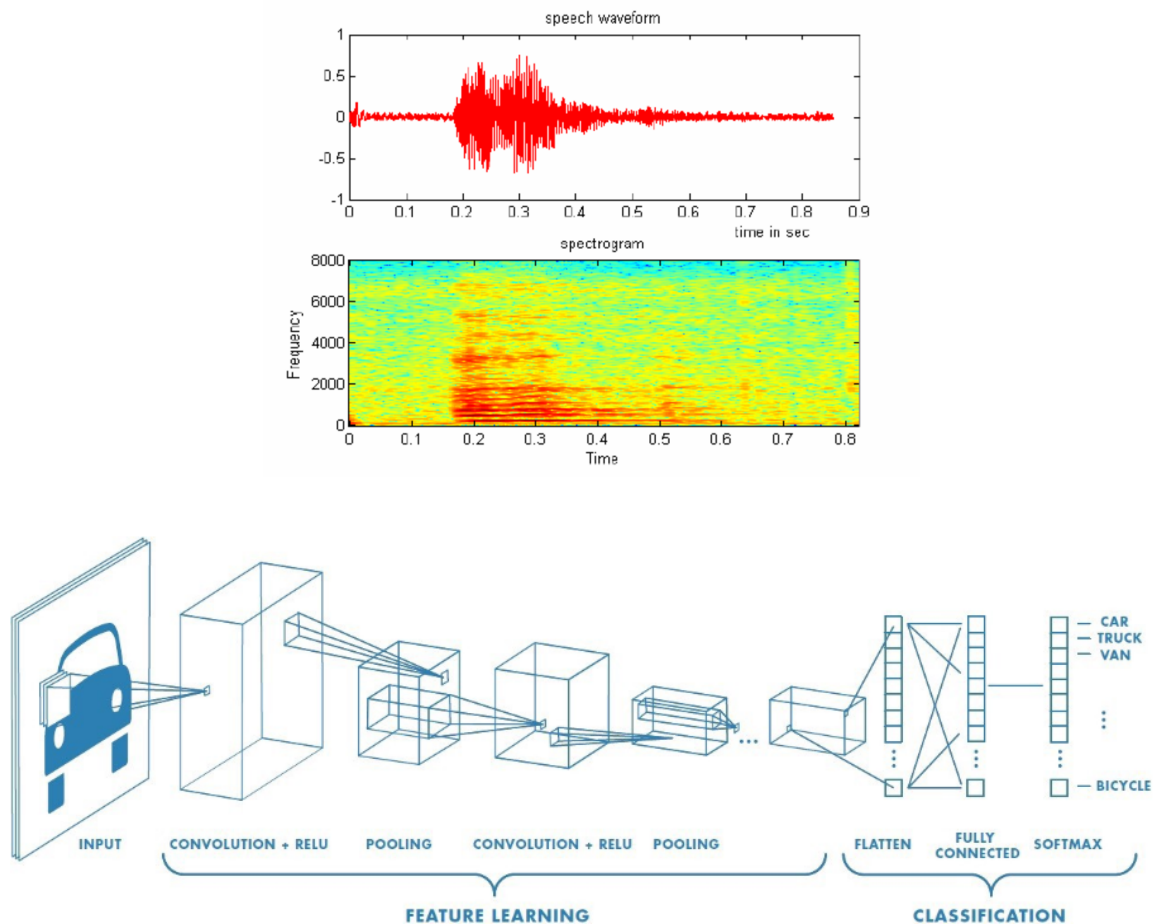 speech waveform
1
0.5
0
-0.5
-1
0 0.1 0.2 0.3 0.4 0.5 0.6 0.7 0.8 0.9
time in sec
spectrogram
8000
6000
4000
2000
0
Frequency
0 0.1 0.2 0.3 0.4 0.5 0.6 0.7 0.8
Time
CAR
TRUCK
VAN
BICYCLE
INPUT
CONVOLUTION + RELU
POOLING
CONVOLUTION + RELU
POOLING
FLATTEN
FULLY
CONNECTED
SOFTMAX
FEATURE LEARNING
CLASSIFICATION